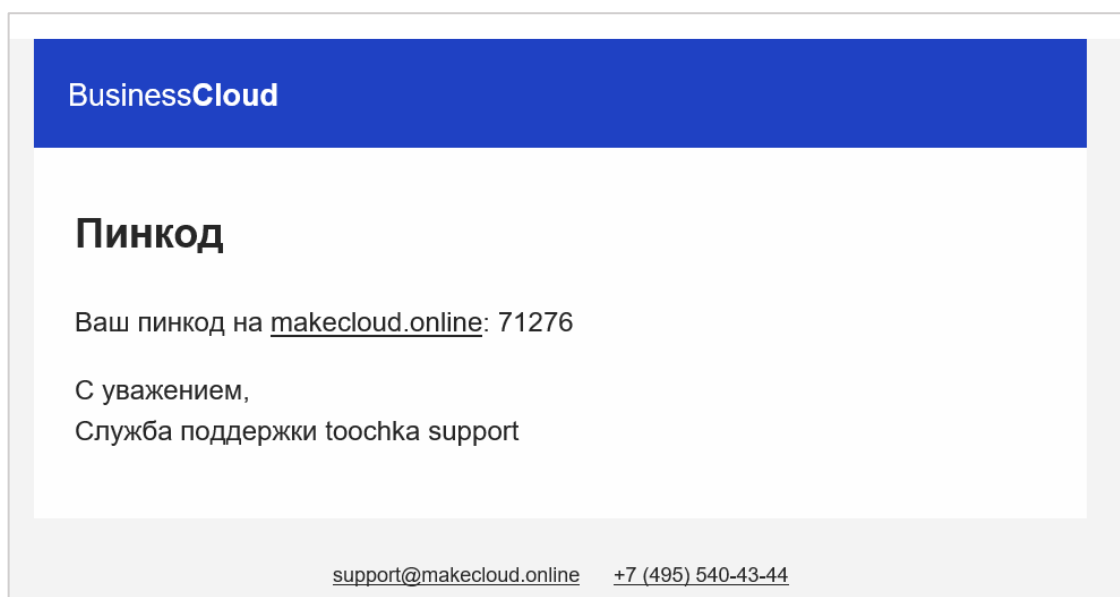 BusinessCloud
Пинкод
Ваш пинкод на makecloud.online: 71276
С уважением,
Служба поддержки toochka support
support@makecloud.online +7 (495) 540-43-44